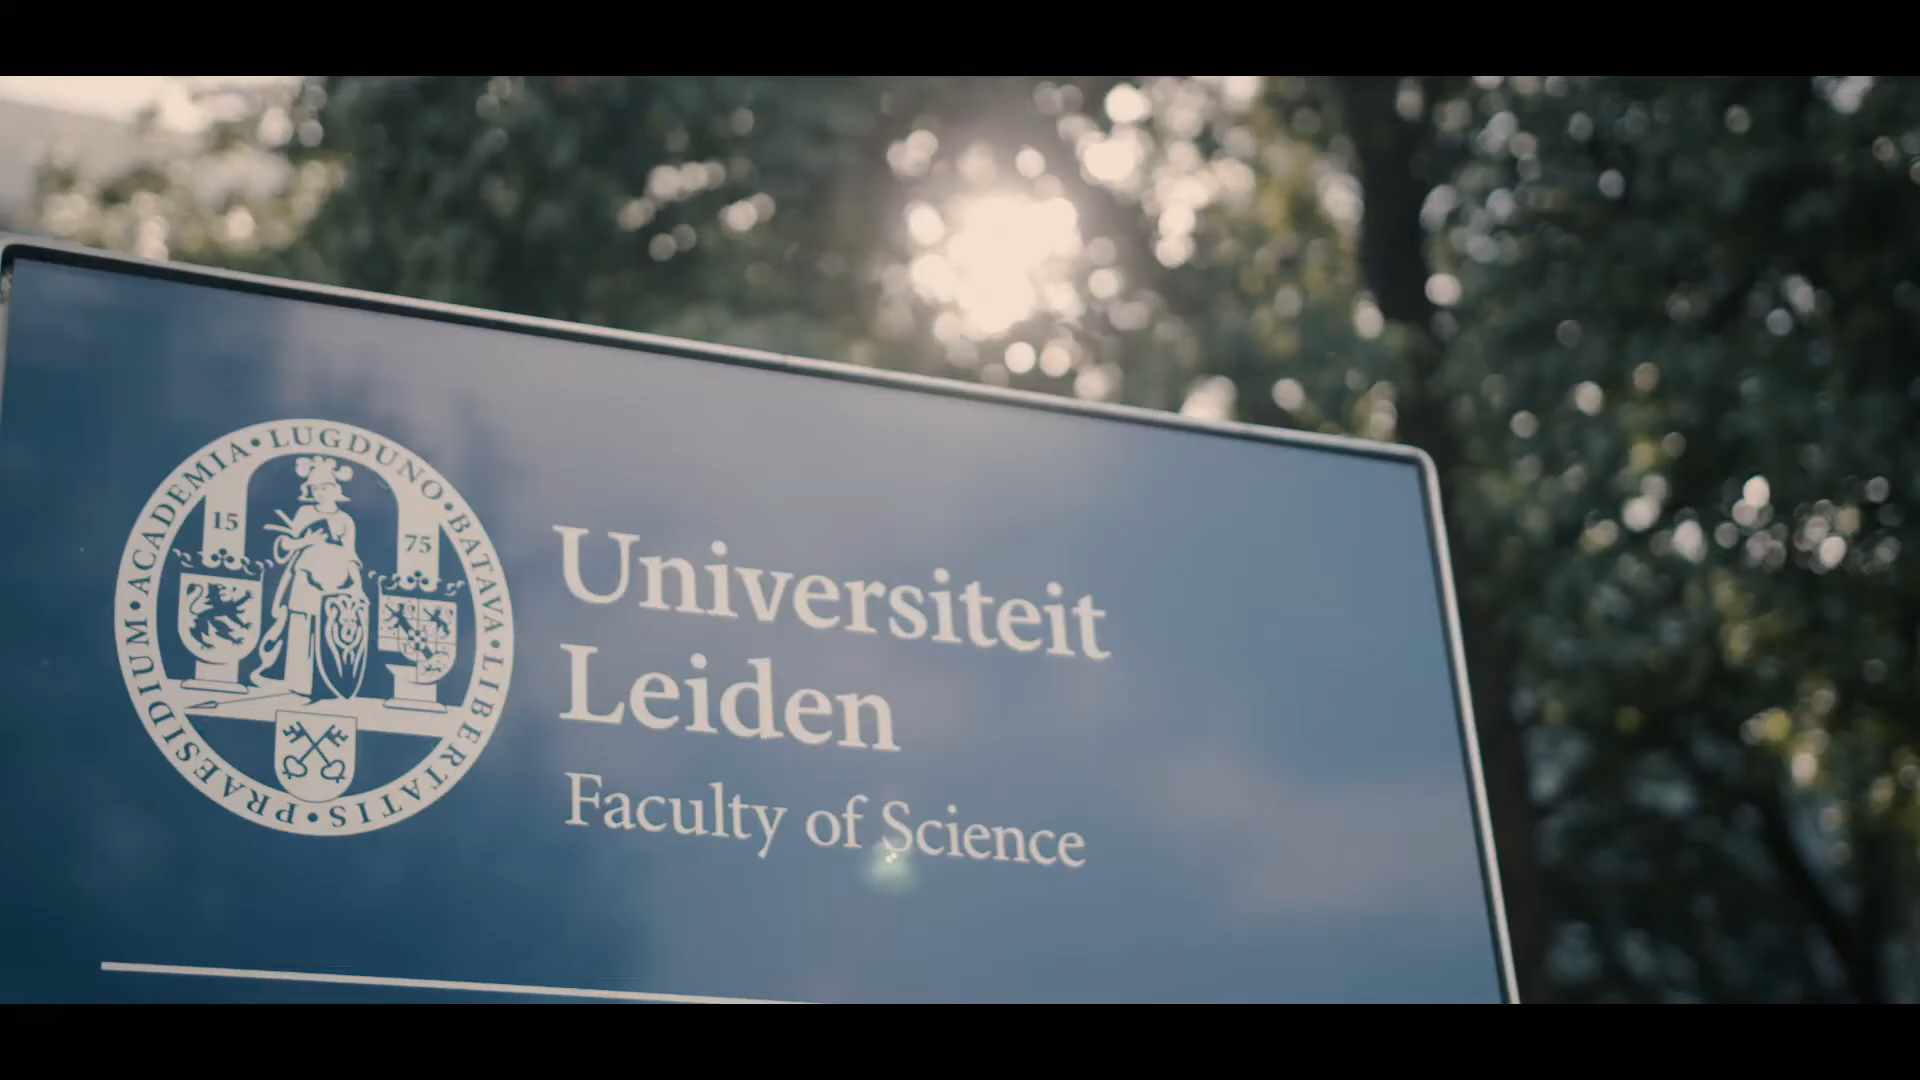 ACADEMIA • LUGDUNO • BATAVA • LIBERTATIS • PRAESIDIUM •
15
75
Universiteit
Leiden
Faculty of Science